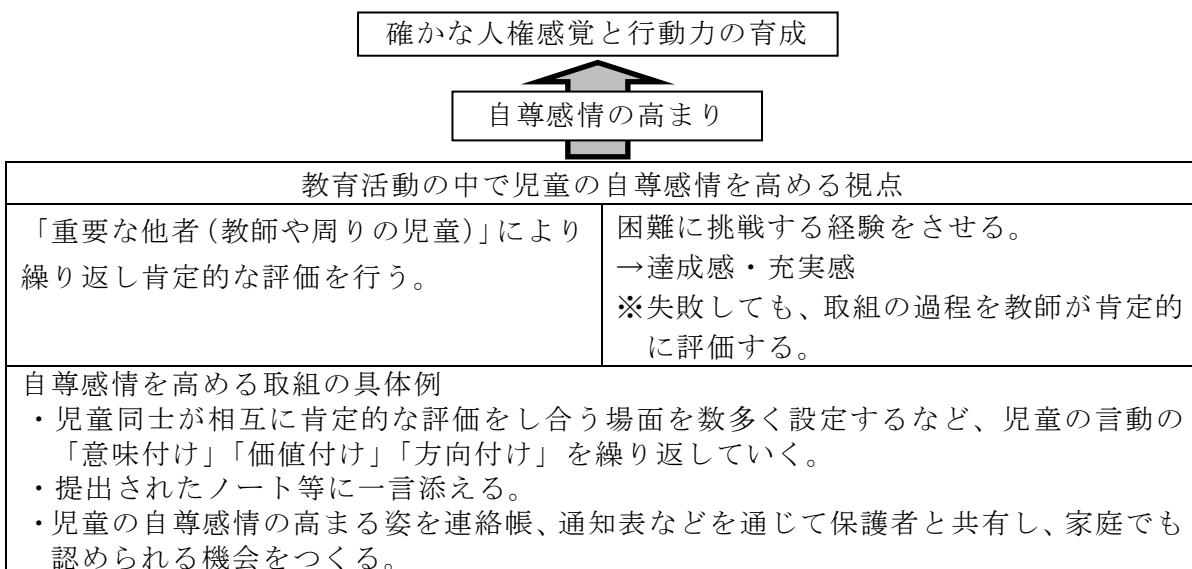 確かな人権感覚と行動力の育成
自尊感情の高まり
教育活動の中で児童の自尊感情を高める視点
「重要な他者(教師や周りの児童)」により
繰り返し肯定的な評価を行う。
困難に挑戦する経験をさせる。
→達成感・充実感
※失敗しても、取組の過程を教師が肯定的
に評価する。
自尊感情を高める取組の具体例
・児童同士が相互に肯定的な評価をし合う場面を数多く設定するなど、児童の言動の
「意味付け」「価値付け」「方向付け」を繰り返していく。
・提出されたノート等に一言添える。
・児童の自尊感情の高まる姿を連絡帳、通知表などを通じて保護者と共有し、家庭でも
認められる機会をつくる。